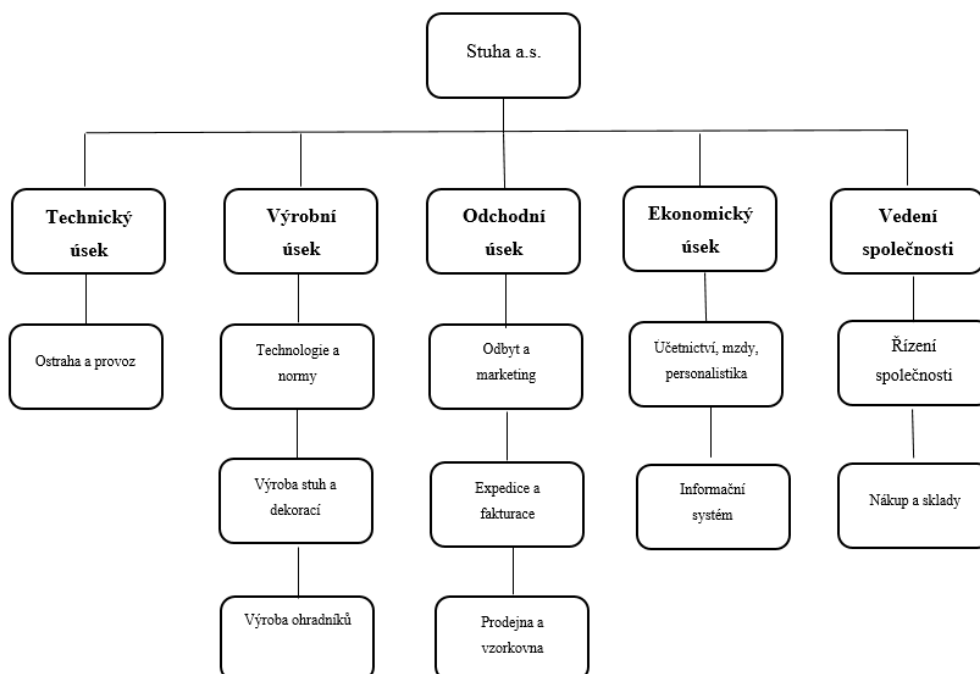 Stuha a.s.
Technický
úsek
Výrobní
úsek
Odchodní
úsek
Ekonomický
úsek
Vedení
společnosti
Ostraha a provoz
Technologie a
normy
Odbyt a
marketing
Účetnictví, mzdy,
personalistika
Řízení
společnosti
Výroba stuh a
dekorací
Expedice a
fakturace
Informační
systém
Nákup a sklady
Výroba ohradníků
Prodejna a
vzorkovna